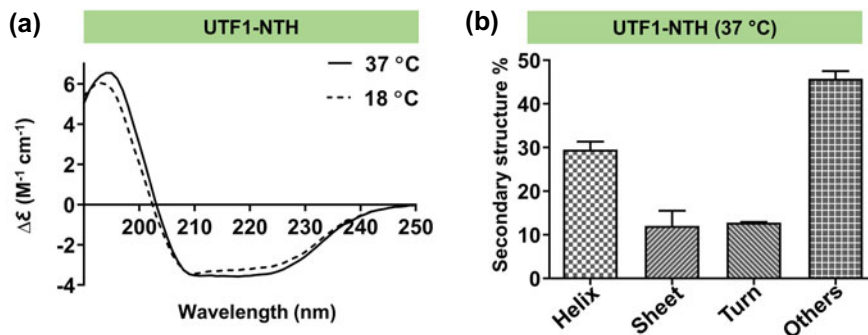 (a)
UTF1-NTH
37 °C
18 °C
6
4
2
0
-2
-4
200
210
220
230
240
250
Δε (M⁻¹ cm⁻¹)
Wavelength (nm)
(b)
UTF1-NTH (37 °C)
50
40
30
20
10
0
Secondary structure %
Helix
Sheet
Turn
Others